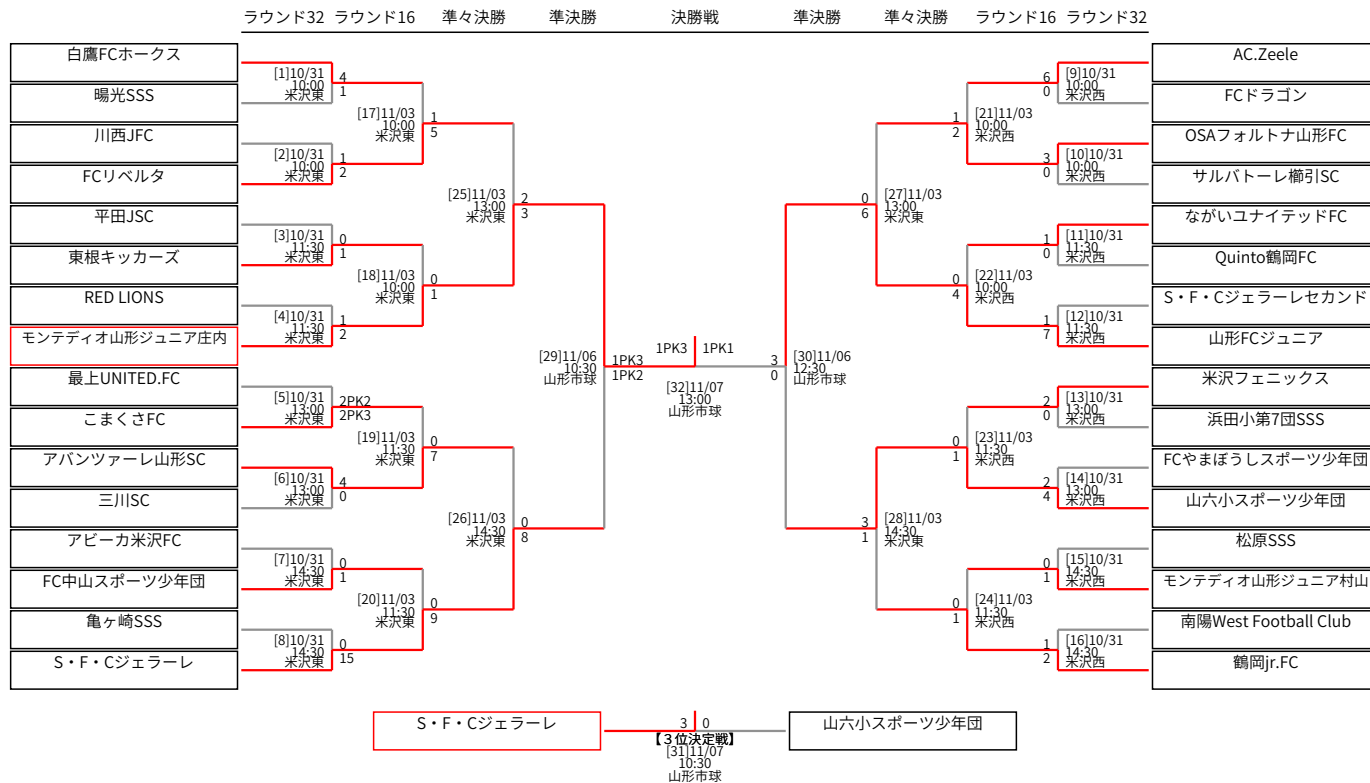 ラウンド32 ラウンド16 準々決勝 準決勝 決勝戦 準決勝 準々決勝 ラウンド16 ラウンド32
白鷹FCホークス
暘光SSS
川西JFC
FCリベルタ
平田JSC
東根キッカーズ
RED LIONS
モンテディオ山形ジュニア庄内
最上UNITED.FC
こまくさFC
アバンツァーレ山形SC
三川SC
アビーカ米沢FC
FC中山スポーツ少年団
亀ヶ崎SSS
S・F・Cジェラーレ
[1]10/31
10:00
米沢東
4
1
[2]10/31
10:00
米沢東
1
2
[3]10/31
11:30
米沢東
0
1
[4]10/31
11:30
米沢東
1
2
[5]10/31
13:00
米沢東
2PK2
2PK3
[6]10/31
13:00
米沢東
4
0
[7]10/31
14:30
米沢東
0
1
[8]10/31
14:30
米沢東
0
15
[17]11/03
10:00
米沢東
1
5
[18]11/03
10:00
米沢東
0
1
[19]11/03
11:30
米沢東
0
7
[20]11/03
11:30
米沢東
0
9
[25]11/03
13:00
米沢東
2
3
[26]11/03
14:30
米沢東
0
8
[29]11/06
10:30
山形市球
1PK3
1PK2
1PK3 1PK1
[32]11/07
13:00
山形市球
3
0
[30]11/06
12:30
山形市球
0
6
[27]11/03
13:00
米沢東
3
1
[28]11/03
14:30
米沢東
1
2
[21]11/03
10:00
米沢西
0
4
[22]11/03
10:00
米沢西
0
1
[23]11/03
11:30
米沢西
0
1
[24]11/03
11:30
米沢西
6
0
[9]10/31
10:00
米沢西
3
0
[10]10/31
10:00
米沢西
1
0
[11]10/31
11:30
米沢西
1
7
[12]10/31
11:30
米沢西
2
0
[13]10/31
13:00
米沢西
2
4
[14]10/31
13:00
米沢西
0
1
[15]10/31
14:30
米沢西
1
2
[16]10/31
14:30
米沢西
AC.Zeele
FCドラゴン
OSAフォルトナ山形FC
サルバトーレ櫛引SC
ながいユナイテッドFC
Quinto鶴岡FC
S・F・Cジェラーレセカンド
山形FCジュニア
米沢フェニックス
浜田小第7団SSS
FCやまぼうしスポーツ少年団
山六小スポーツ少年団
松原SSS
モンテディオ山形ジュニア村山
南陽West Football Club
鶴岡jr.FC
S・F・Cジェラーレ 3 0 山六小スポーツ少年団
【３位決定戦】
[31]11/07
10:30
山形市球